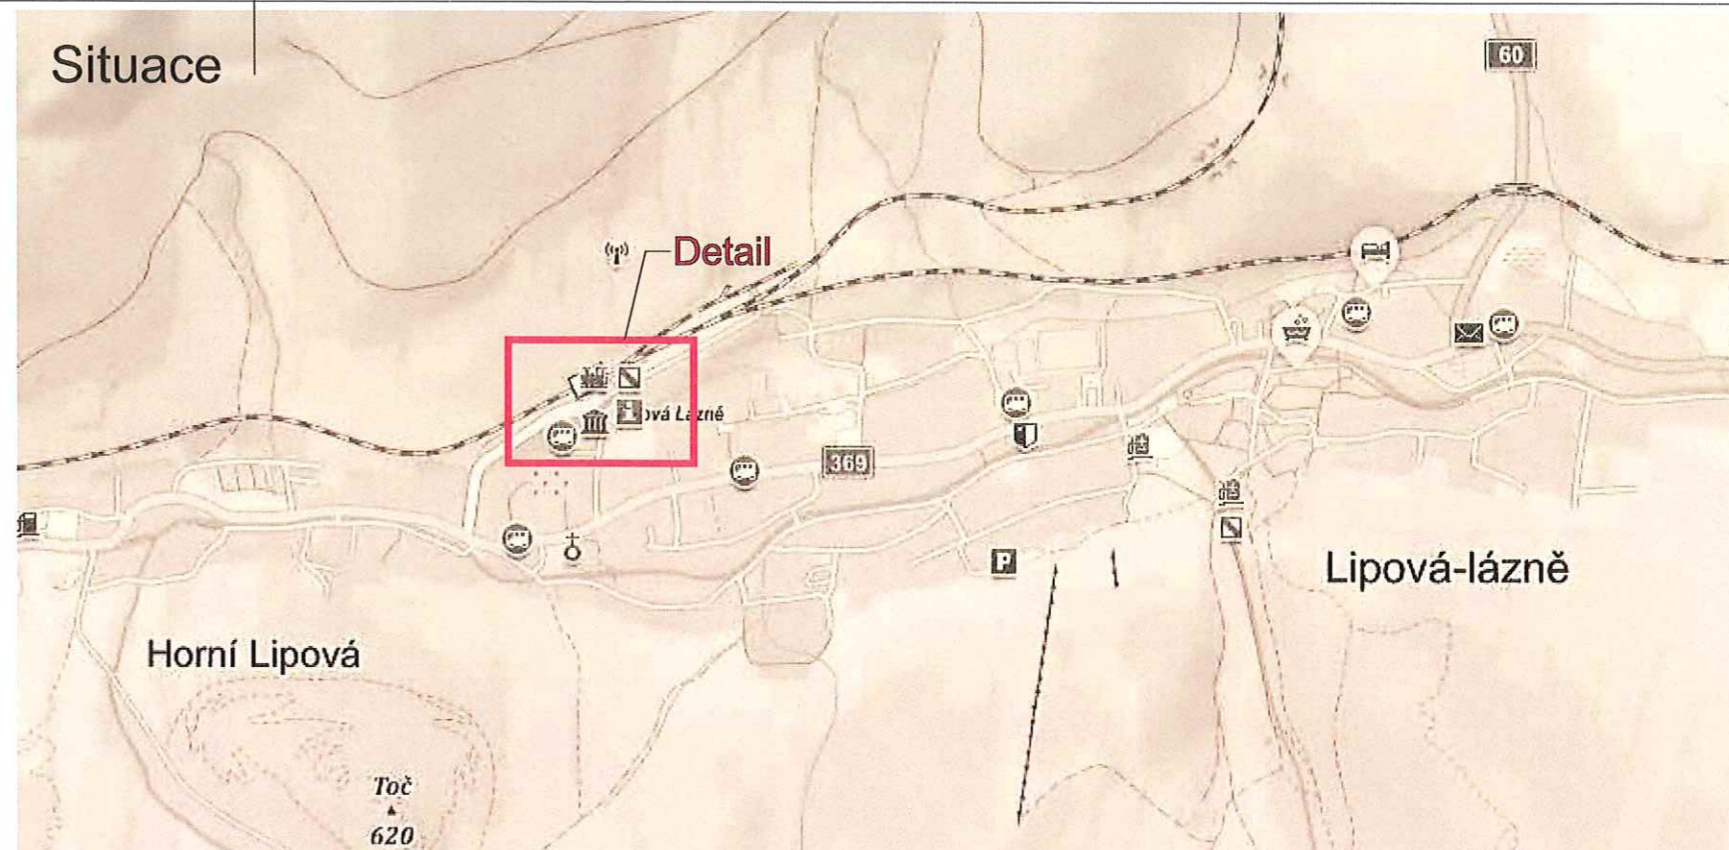 Situace
60
Detail
ová Lázně
369
P
Lipová-lázně
Horní Lipová
Toč
620